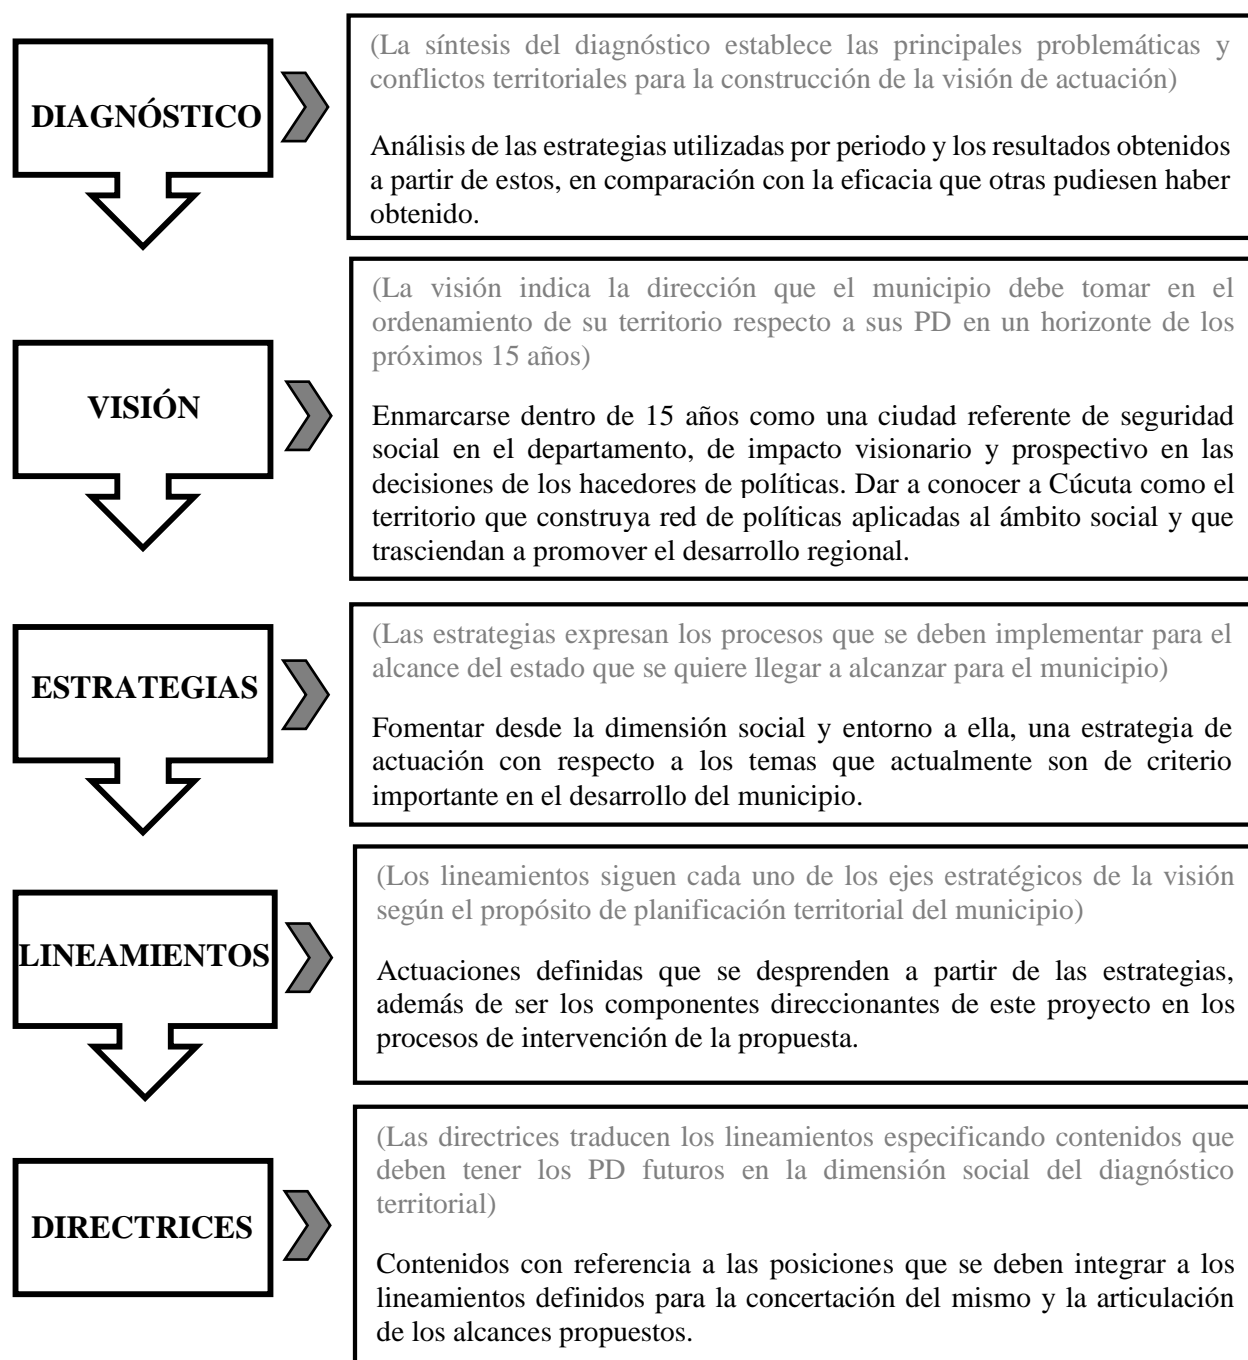 DIAGNÓSTICO
(La síntesis del diagnóstico establece las principales problemáticas y
conflictos territoriales para la construcción de la visión de actuación)
Análisis de las estrategias utilizadas por periodo y los resultados obtenidos
a partir de estos, en comparación con la eficacia que otras pudiesen haber
obtenido.
VISIÓN
(La visión indica la dirección que el municipio debe tomar en el
ordenamiento de su territorio respecto a sus PD en un horizonte de los
próximos 15 años)
Enmarcarse dentro de 15 años como una ciudad referente de seguridad
social en el departamento, de impacto visionario y prospectivo en las
decisiones de los hacedores de políticas. Dar a conocer a Cúcuta como el
territorio que construya red de políticas aplicadas al ámbito social y que
trasciendan a promover el desarrollo regional.
ESTRATEGIAS
(Las estrategias expresan los procesos que se deben implementar para el
alcance del estado que se quiere llegar a alcanzar para el municipio)
Fomentar desde la dimensión social y entorno a ella, una estrategia de
actuación con respecto a los temas que actualmente son de criterio
importante en el desarrollo del municipio.
LINEAMIENTOS
(Los lineamientos siguen cada uno de los ejes estratégicos de la visión
según el propósito de planificación territorial del municipio)
Actuaciones definidas que se desprenden a partir de las estrategias,
además de ser los componentes direccionantes de este proyecto en los
procesos de intervención de la propuesta.
DIRECTRICES
(Las directrices traducen los lineamientos especificando contenidos que
deben tener los PD futuros en la dimensión social del diagnóstico
territorial)
Contenidos con referencia a las posiciones que se deben integrar a los
lineamientos definidos para la concertación del mismo y la articulación
de los alcances propuestos.